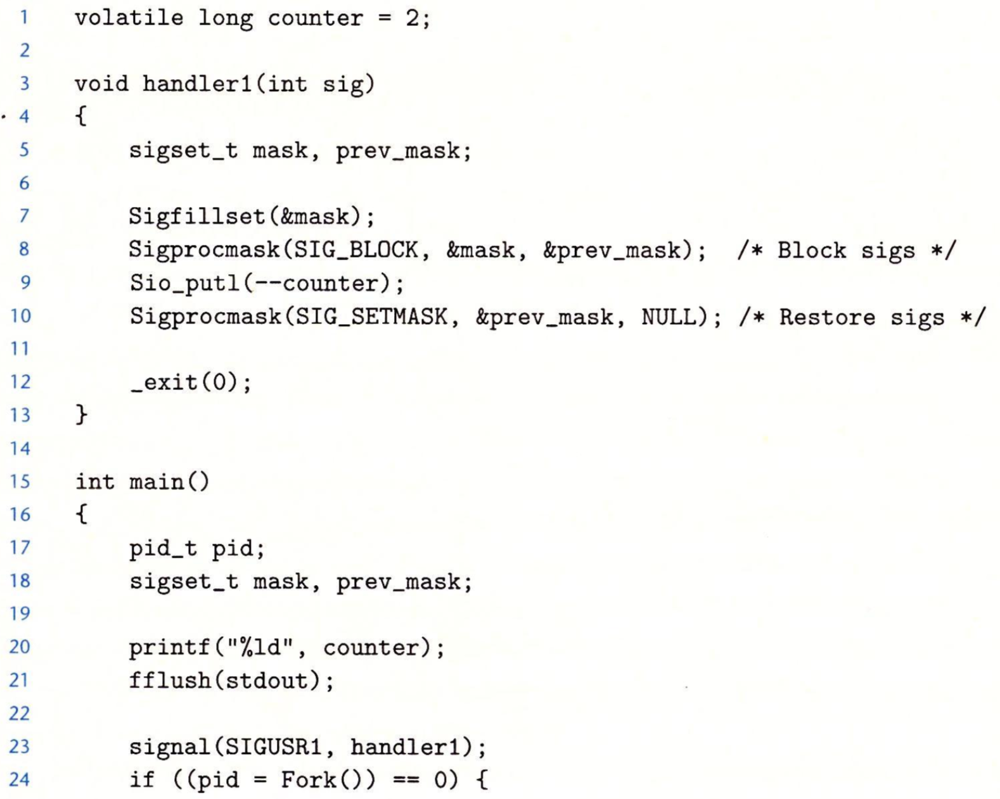 1 volatile long counter = 2;
2
3 void handler1(int sig)
4 {
5 sigset_t mask, prev_mask;
6
7 Sigfillset(&mask);
8 Sigprocmask(SIG_BLOCK, &mask, &prev_mask); /* Block sigs */
9 Sio_putl(--counter);
10 Sigprocmask(SIG_SETMASK, &prev_mask, NULL); /* Restore sigs */
11
12 _exit(0);
13 }
14
15 int main()
16 {
17 pid_t pid;
18 sigset_t mask, prev_mask;
19
20 printf("%ld", counter);
21 fflush(stdout);
22
23 signal(SIGUSR1, handler1);
24 if ((pid = Fork()) == 0) {